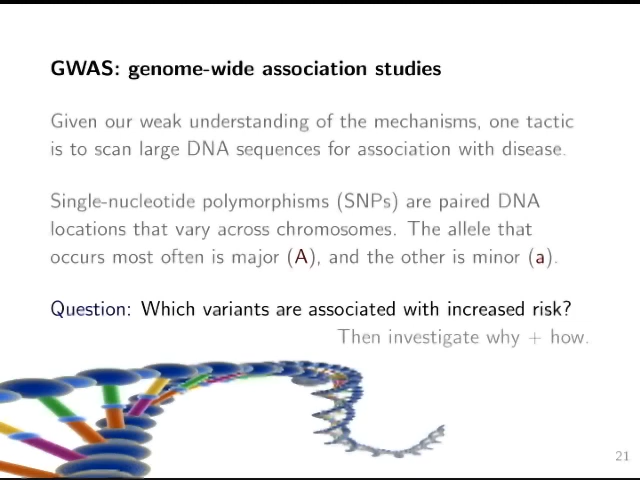 GWAS: genome-wide association studies
Given our weak understanding of the mechanisms, one tactic
is to scan large DNA sequences for association with disease.
Single-nucleotide polymorphisms (SNPs) are paired DNA
locations that vary across chromosomes. The allele that
occurs most often is major (A), and the other is minor (a).
Question: Which variants are associated with increased risk?
Then investigate why + how.
21